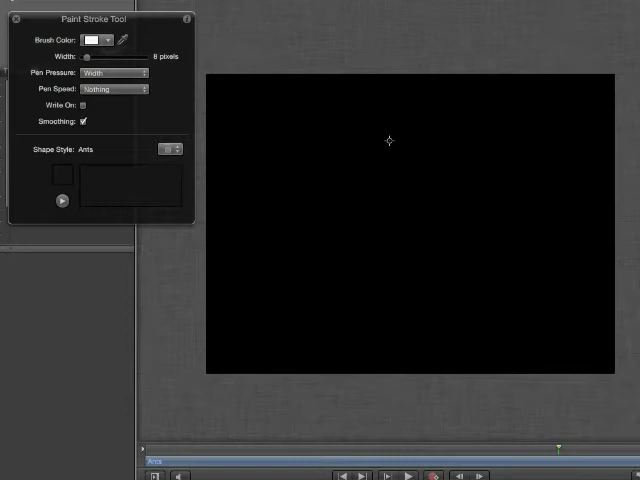 Paint Stroke Tool
Brush Color:
Width: 8 pixels
Pen Pressure: Width
Pen Speed: Nothing
Write On:
Smoothing:
Shape Style: Ants
Ants